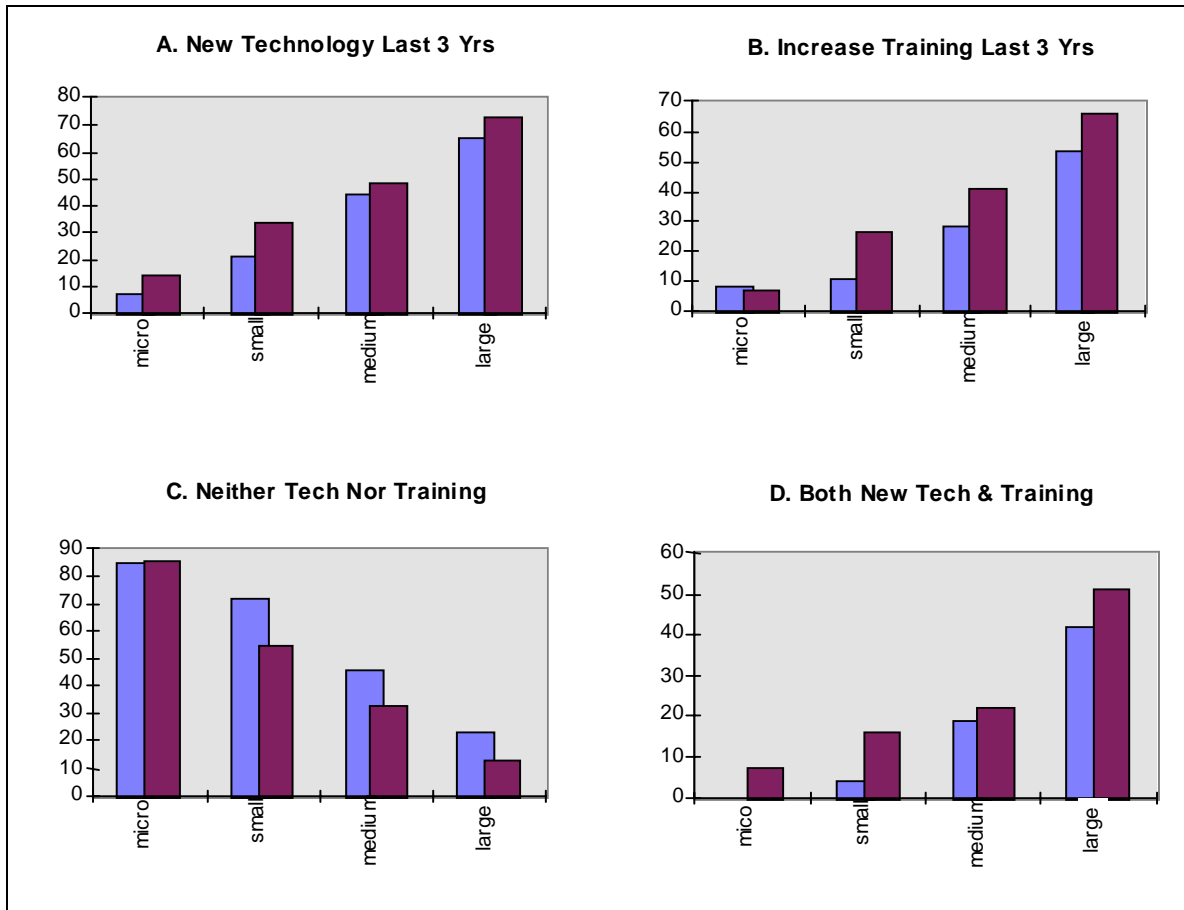 A. New Technology Last 3 Yrs
80
70
60
50
40
30
20
10
0
micro
small
medium
large
B. Increase Training Last 3 Yrs
70
60
50
40
30
20
10
0
micro
small
medium
large
C. Neither Tech Nor Training
90
80
70
60
50
40
30
20
10
0
micro
small
medium
large
D. Both New Tech & Training
60
50
40
30
20
10
0
mico
small
medium
large